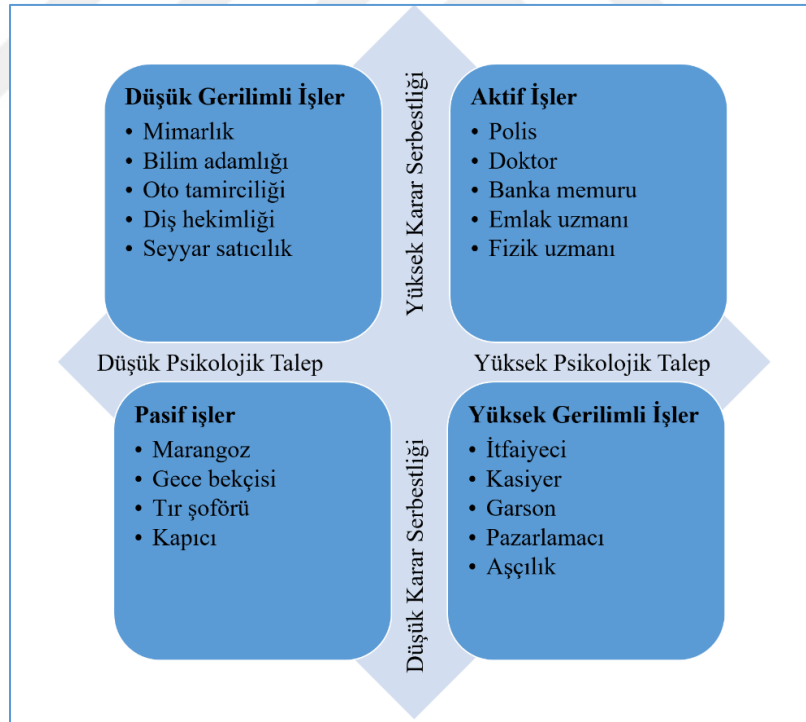 Düşük Gerilimli İşler
• Mimarlık
• Bilim adamlığı
• Oto tamirciliği
• Diş hekimliği
• Seyyar satıcılık
Yüksek Karar Serbestliği
Aktif İşler
• Polis
• Doktor
• Banka memuru
• Emlak uzmanı
• Fizik uzmanı
Düşük Psikolojik Talep
Yüksek Psikolojik Talep
Pasif işler
• Marangoz
• Gece bekçisi
• Tır şoförü
• Kapıcı
Düşük Karar Serbestliği
Yüksek Gerilimli İşler
• İtfaiyeci
• Kasiyer
• Garson
• Pazarlamacı
• Aşçılık